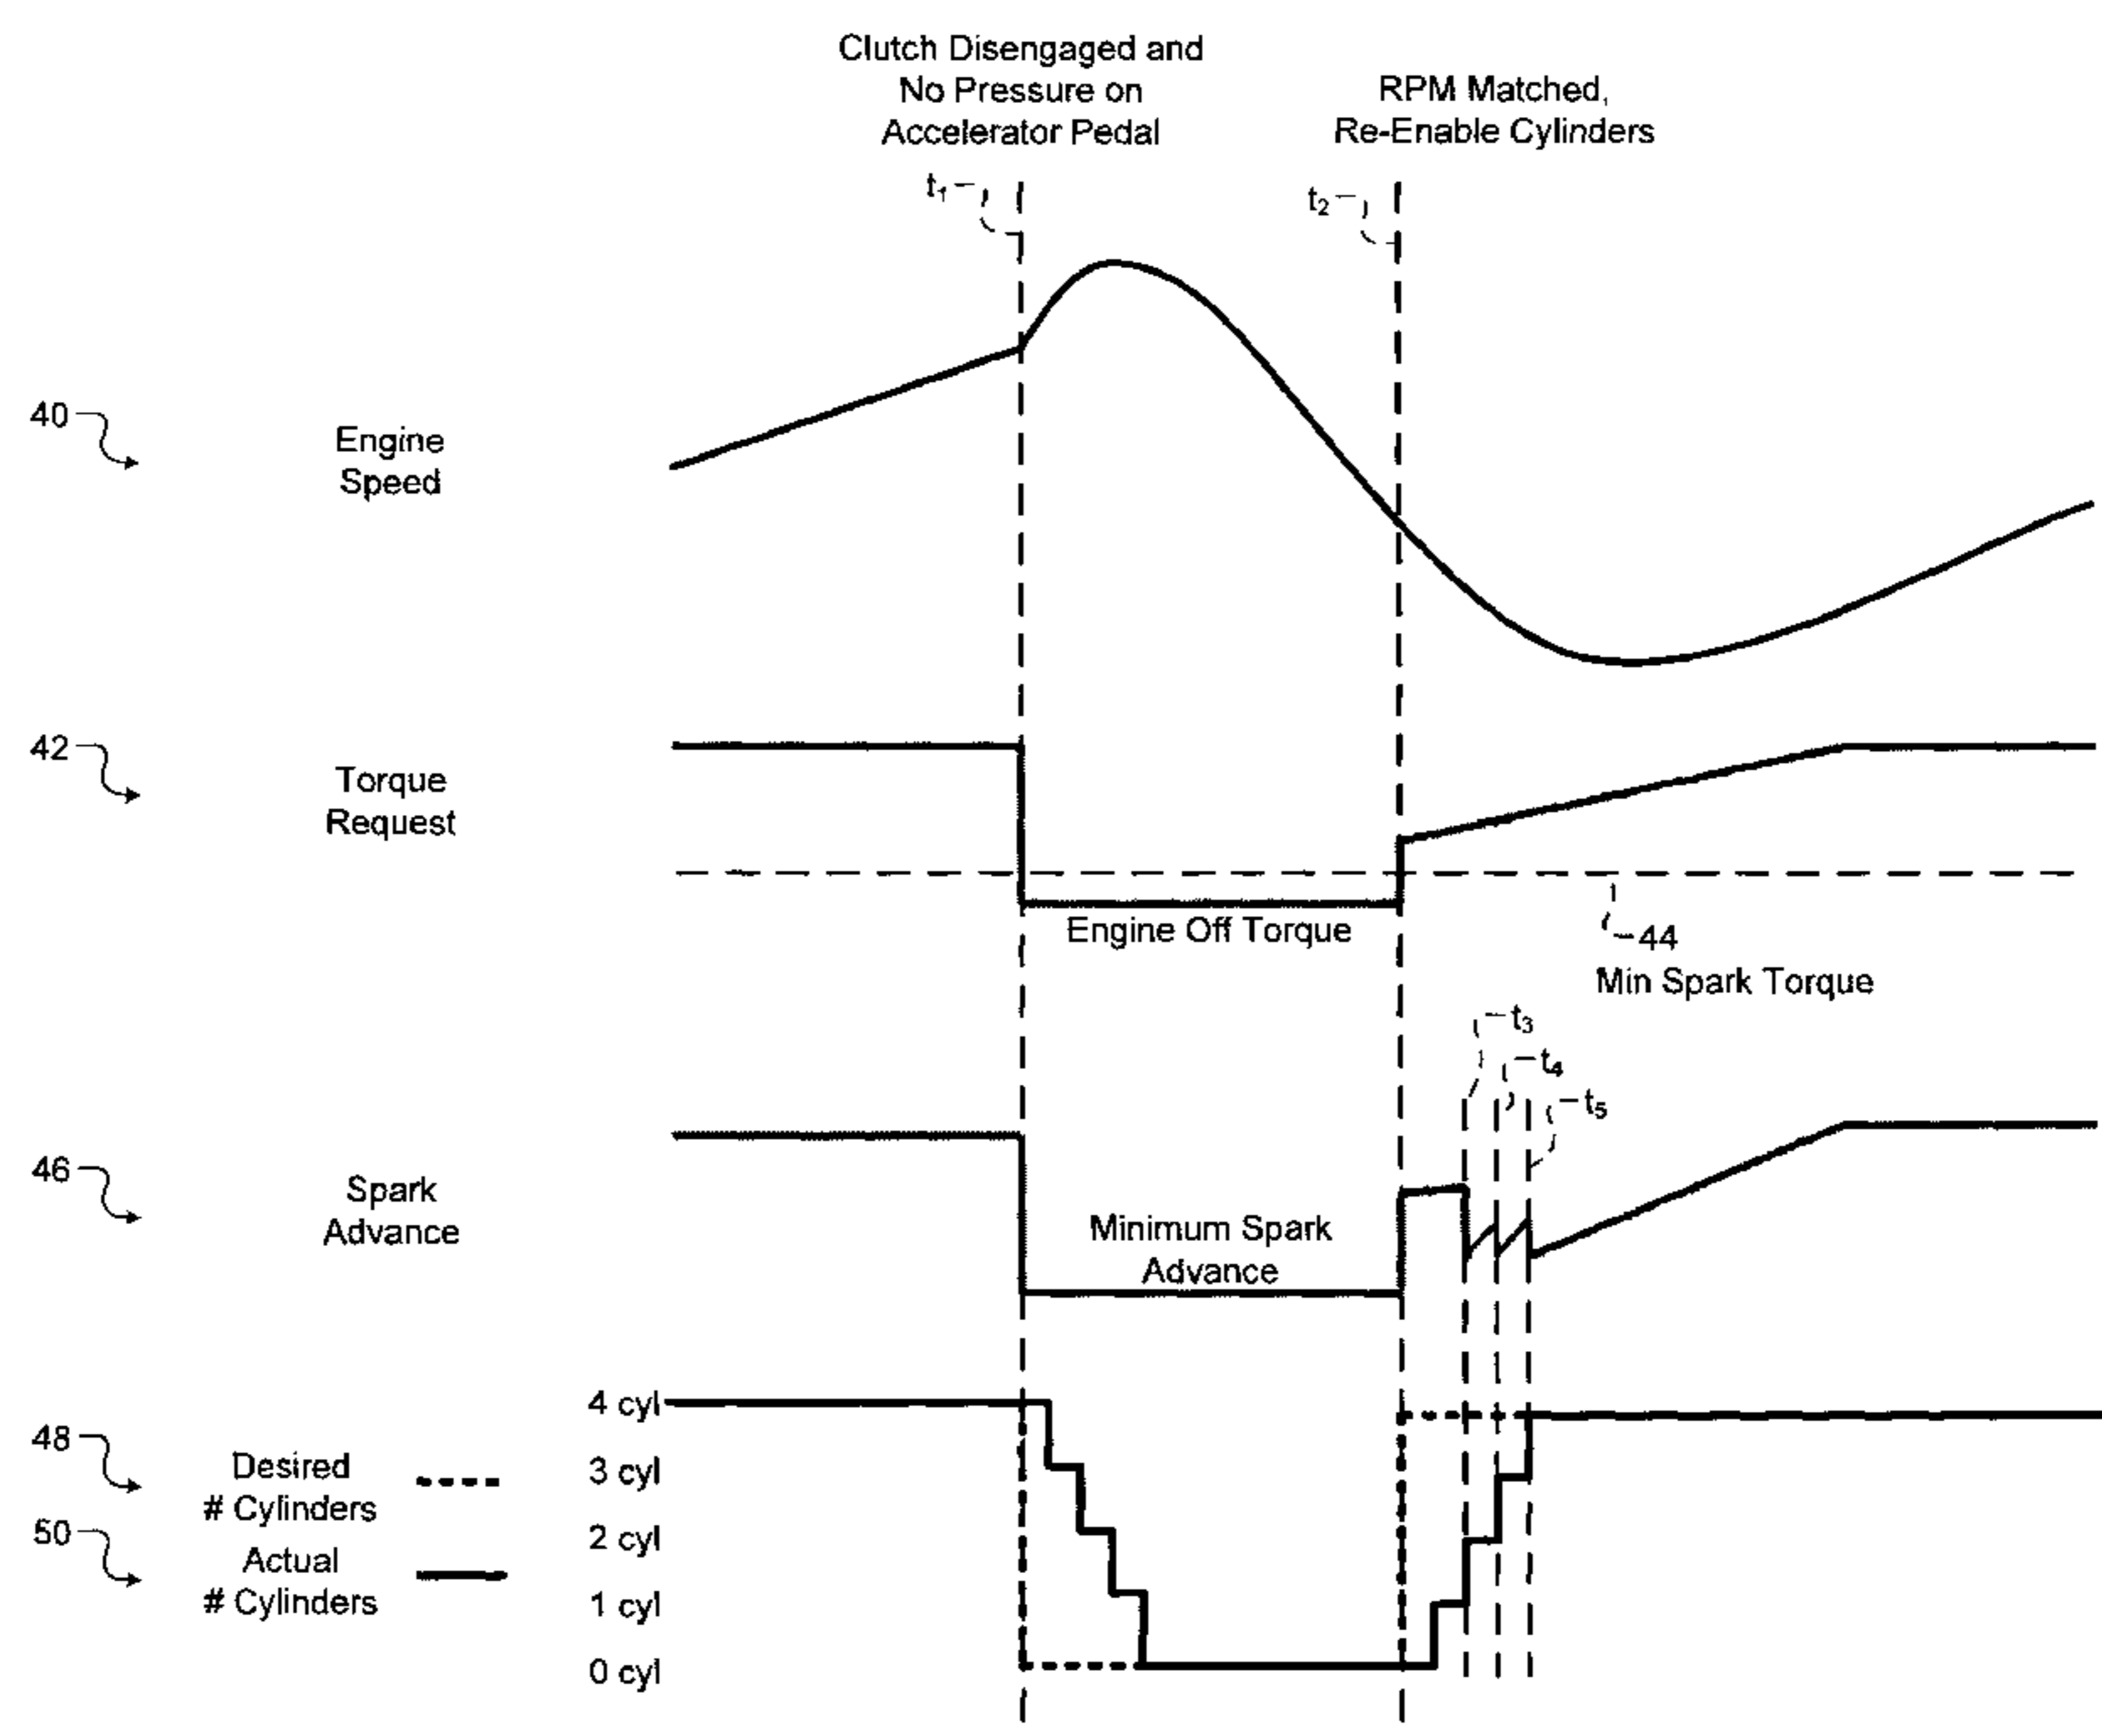 Clutch Disengaged and
No Pressure on
Accelerator Pedal
RPM Matched,
Re-Enable Cylinders
t1
t2
40
Engine
Speed
42
Torque
Request
Engine Off Torque
44
Min Spark Torque
t3
t4
t5
46
Spark
Advance
Minimum Spark
Advance
4 cyl
48
Desired
# Cylinders
3 cyl
50
2 cyl
Actual
# Cylinders
1 cyl
0 cyl